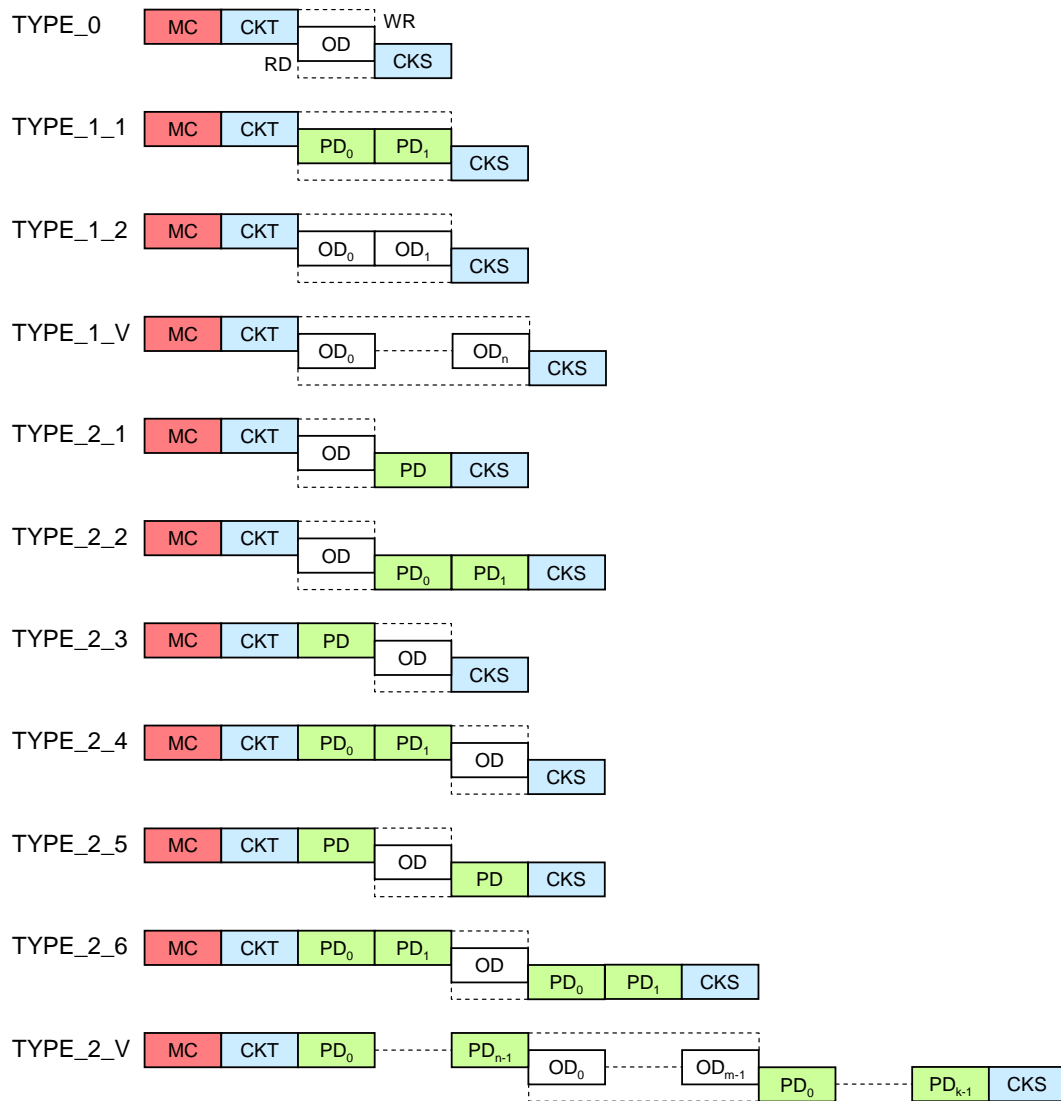 TYPE_0 MC CKT OD WR RD CKS
TYPE_1_1 MC CKT PD₀ PD₁ CKS
TYPE_1_2 MC CKT OD₀ OD₁ CKS
TYPE_1_V MC CKT OD₀ ODₙ CKS
TYPE_2_1 MC CKT OD PD CKS
TYPE_2_2 MC CKT OD PD₀ PD₁ CKS
TYPE_2_3 MC CKT PD OD CKS
TYPE_2_4 MC CKT PD₀ PD₁ OD CKS
TYPE_2_5 MC CKT PD OD PD CKS
TYPE_2_6 MC CKT PD₀ PD₁ OD PD₀ PD₁ CKS
TYPE_2_V MC CKT PD₀ PDₙ₋₁ OD₀ ODₘ₋₁ PD₀ PDₖ₋₁ CKS